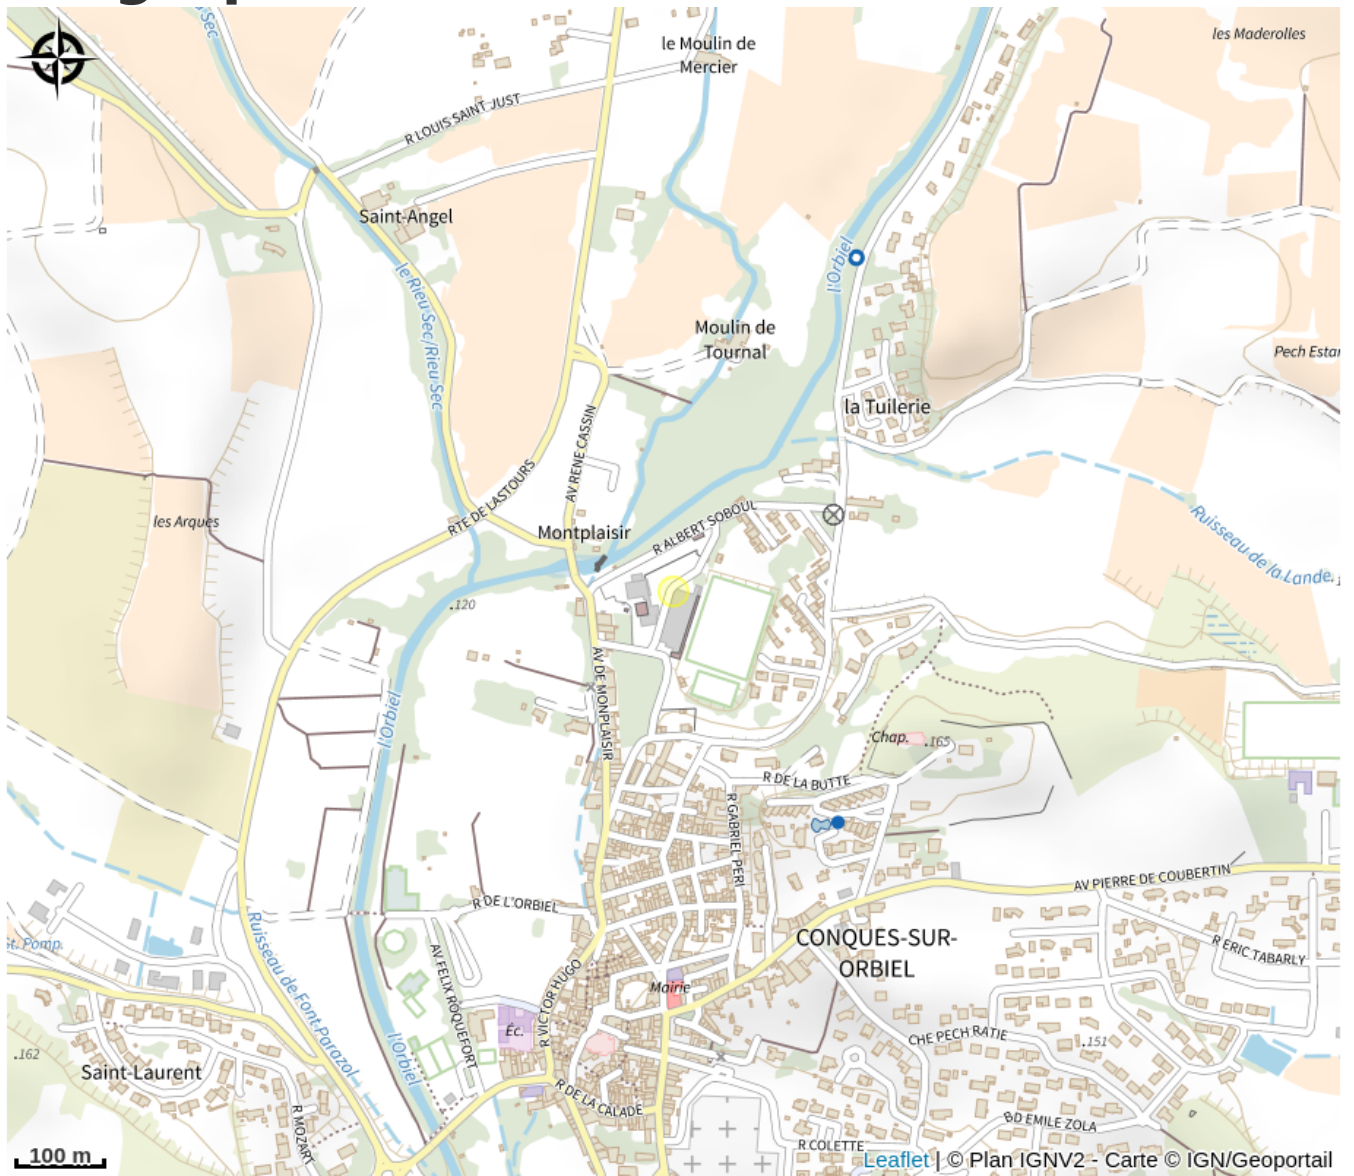 Sec
le Moulin de
Mercier
les Maderolles
R LOUIS SAINT JUST
Saint-Angel
l'Orbiel
le Rieu Sec/Rieu Sec
Moulin de
Tournal
Pech Estar
la Tuilerie
AV RENE CASSIN
RTE DE LASTOURS
les Arques
Montplaisir
R ALBERT SOBOUL
Ruisseau de la Lande
.120
AV DE MONPLAISIR
l'Orbiel
Chap.
.165
R DE LA BUTTE
R GABRIEL PERI
AV PIERRE DE COUBERTIN
R DE L'ORBIEL
St. Pomp.
CONQUES-SUR-
ORBIEL
R ERIC TABARLY
Ruisseau de Font Parazol
AV FELIX ROQUEFORT
R VICTOR HUGO
Mairie
Éc.
CHE PECH RATIE
.151
.162
Saint-Laurent
l'Orbiel
R MOZART
R DE LA CALADE
BD EMILE ZOLA
R COLETTE
100 m
Leaflet | © Plan IGNV2 - Carte © IGN/Geoportail